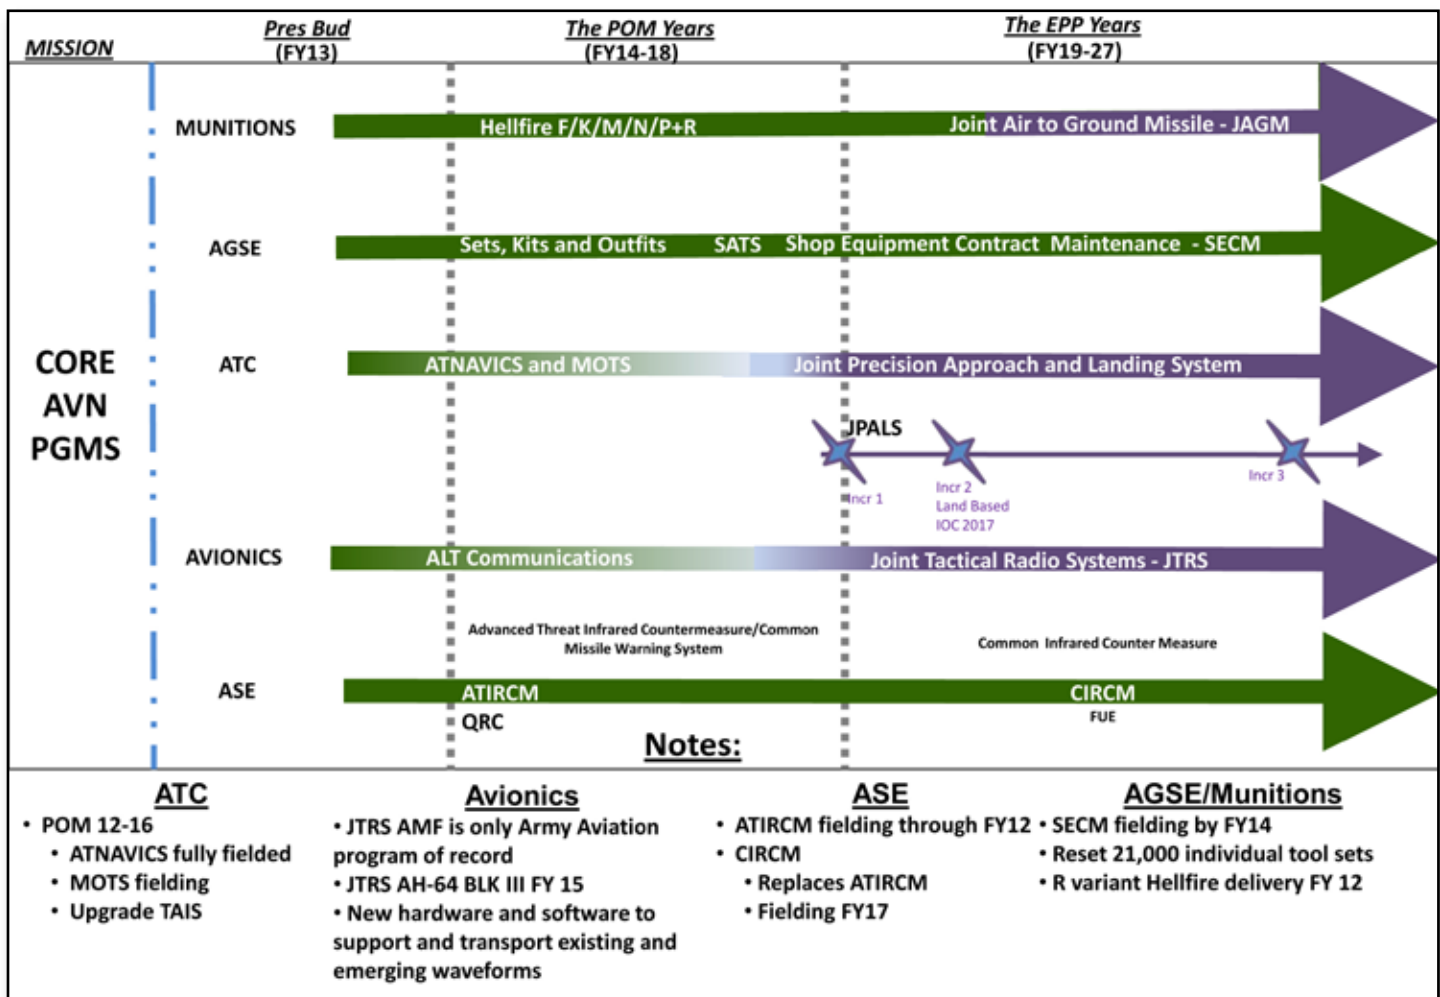 MISSION
Pres Bud
(FY13)
The POM Years
(FY14-18)
The EPP Years
(FY19-27)
CORE
AVN
PGMS
MUNITIONS
Hellfire F/K/M/N/P+R
Joint Air to Ground Missile - JAGM
AGSE
Sets, Kits and Outfits
SATS
Shop Equipment Contract Maintenance - SECM
ATC
ATNAVICS and MOTS
Joint Precision Approach and Landing System
JPALS
Incr 1
Incr 2
Land Based
IOC 2017
Incr 3
AVIONICS
ALT Communications
Joint Tactical Radio Systems - JTRS
Advanced Threat Infrared Countermeasure/Common
Missile Warning System
Common Infrared Counter Measure
ASE
ATIRCM
CIRCM
QRC
FUE
Notes:
ATC
• POM 12-16
• ATNAVICS fully fielded
• MOTS fielding
• Upgrade TAIS
Avionics
• JTRS AMF is only Army Aviation
program of record
• JTRS AH-64 BLK III FY 15
• New hardware and software to
support and transport existing and
emerging waveforms
ASE
• ATIRCM fielding through FY12
• CIRCM
• Replaces ATIRCM
• Fielding FY17
AGSE/Munitions
• SECM fielding by FY14
• Reset 21,000 individual tool sets
• R variant Hellfire delivery FY 12